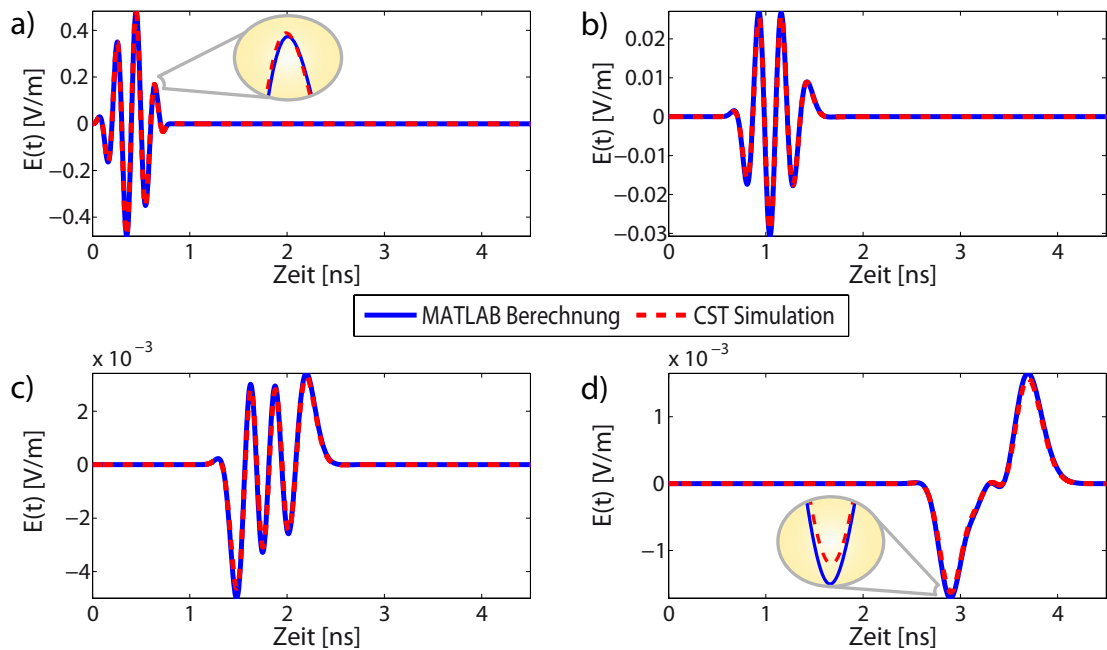 a)
E(t) [V/m]
0.4
0.2
0
−0.2
−0.4
0 1 2 3 4
Zeit [ns]
b)
E(t) [V/m]
0.02
0.01
0
−0.01
−0.02
−0.03
0 1 2 3 4
Zeit [ns]
MATLAB Berechnung CST Simulation
c)
x 10⁻³
E(t) [V/m]
2
0
−2
−4
0 1 2 3 4
Zeit [ns]
d)
x 10⁻³
E(t) [V/m]
1
0
−1
0 1 2 3 4
Zeit [ns]